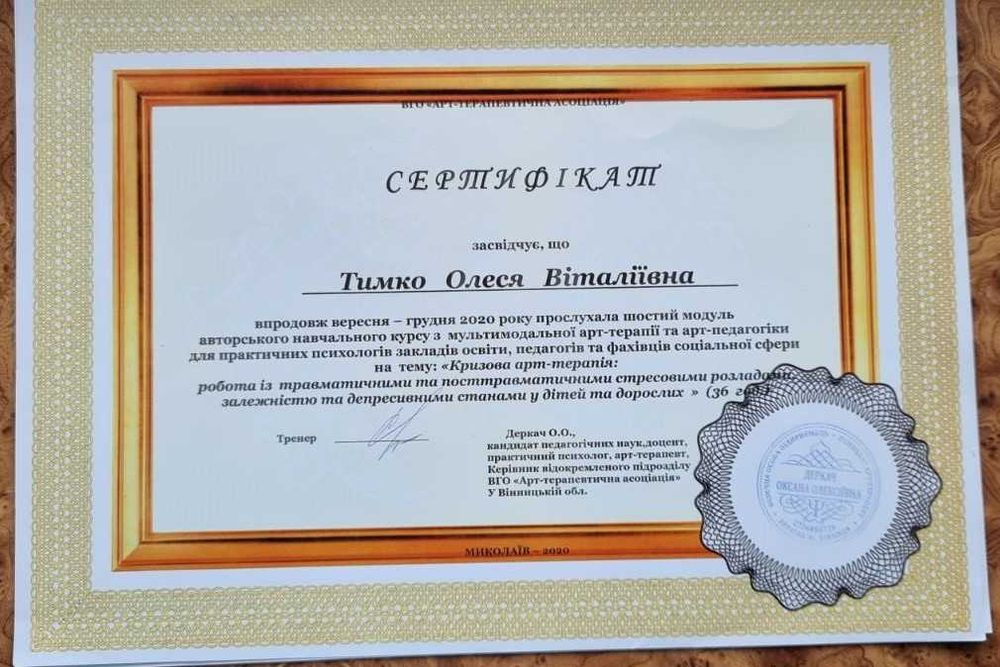 ВГО «АРТ-ТЕРАПЕВТИЧНА АСОЦІАЦІЯ»
СЕРТИФІКАТ
засвідчує, що
Тимко Олеся Віталіївна
впродовж вересня – грудня 2020 року прослухала шостий модуль
авторського навчального курсу з мультимодальної арт-терапії та арт-педагогіки
для практичних психологів закладів освіти, педагогів та фахівців соціальної сфери
на тему: «Кризова арт-терапія:
робота із травматичними та посттравматичними стресовими розладами,
залежністю та депресивними станами у дітей та дорослих » (36 год.)
Тренер
Деркач О.О.,
кандидат педагогічних наук,доцент,
практичний психолог, арт-терапевт,
Керівник відокремленого підрозділу
ВГО «Арт-терапевтична асоціація»
У Вінницькій обл.
ДЕРКАЧ
ОКСАНА ОЛЕКСІЇВНА
МИКОЛАЇВ – 2020